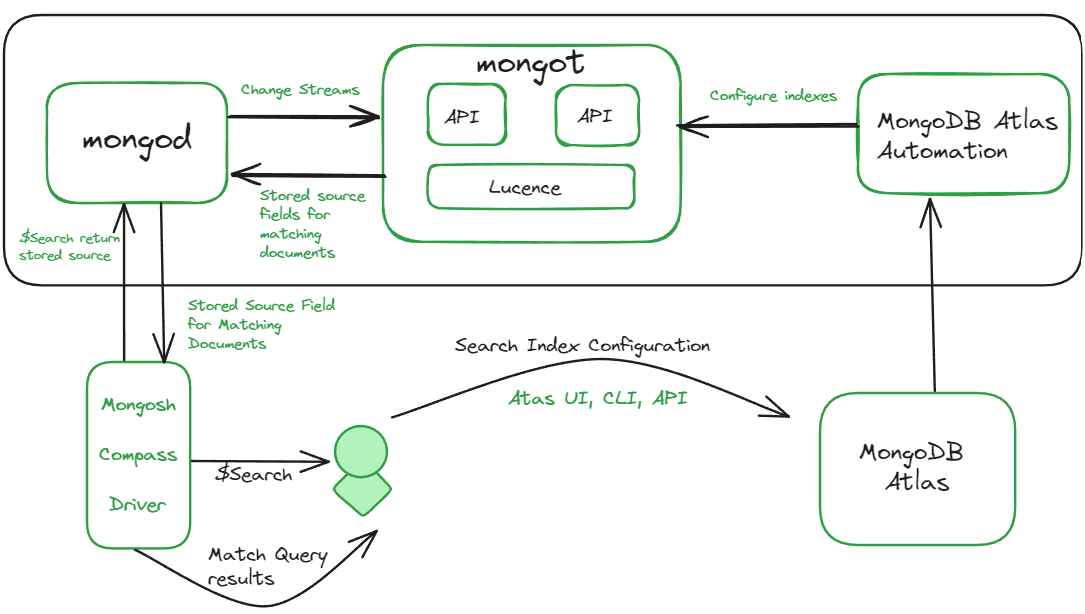 mongot
Change Streams
API
API
Configure indexes
mongod
MongoDB Atlas
Automation
Lucence
Stored source
fields for
matching
documents
$Search return
stored source
Stored Source Field
for Matching
Documents
Search Index Configuration
Atas UI, CLI, API
Mongosh
Compass
Driver
$Search
MongoDB
Atlas
Match Query
results